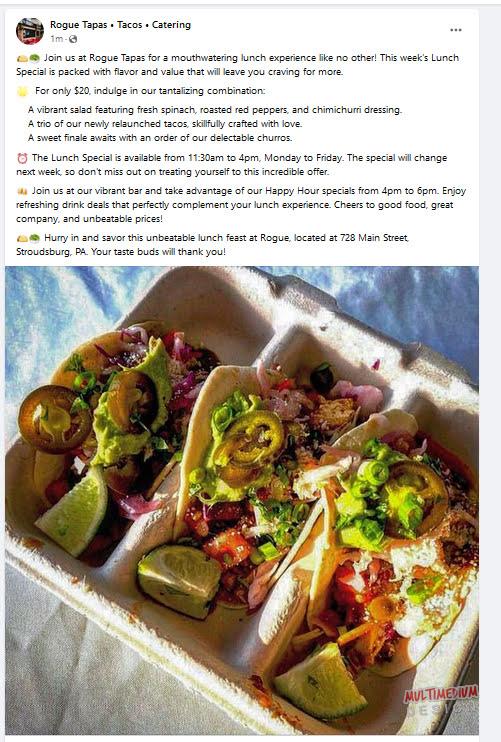 Rogue Tapas • Tacos • Catering
1m ·
🌮🥗 Join us at Rogue Tapas for a mouthwatering lunch experience like no other! This week's Lunch
Special is packed with flavor and value that will leave you craving for more.
🌟 For only $20, indulge in our tantalizing combination:
A vibrant salad featuring fresh spinach, roasted red peppers, and chimichurri dressing.
A trio of our newly relaunched tacos, skillfully crafted with love.
A sweet finale awaits with an order of our delectable churros.
⏰ The Lunch Special is available from 11:30am to 4pm, Monday to Friday. The special will change
next week, so don't miss out on treating yourself to this incredible offer.
🍻 Join us at our vibrant bar and take advantage of our Happy Hour specials from 4pm to 6pm. Enjoy
refreshing drink deals that perfectly complement your lunch experience. Cheers to good food, great
company, and unbeatable prices!
🌮🥗 Hurry in and savor this unbeatable lunch feast at Rogue, located at 728 Main Street,
Stroudsburg, PA. Your taste buds will thank you!
MULTIMEDIUM
DESIGN